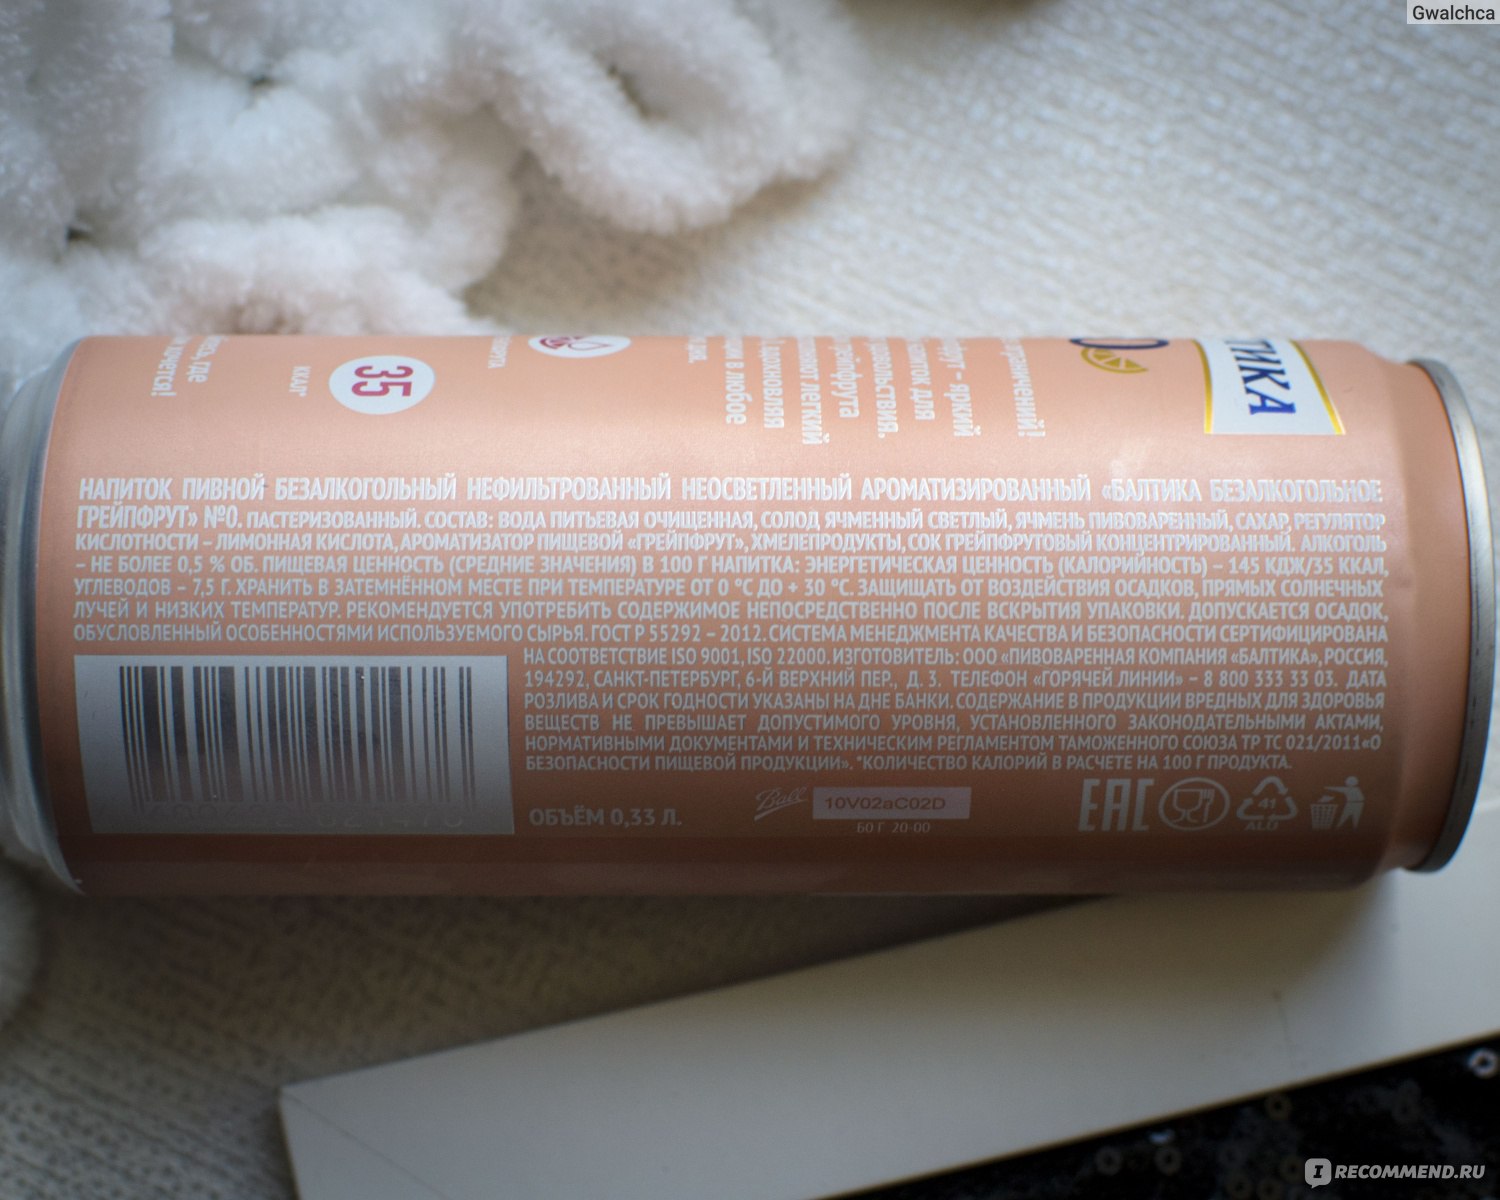 Gwalchca
35
ККАЛ*
ТИКА
0
НАПИТОК ПИВНОЙ БЕЗАЛКОГОЛЬНЫЙ НЕФИЛЬТРОВАННЫЙ НЕОСВЕТЛЕННЫЙ АРОМАТИЗИРОВАННЫЙ «БАЛТИКА БЕЗАЛКОГОЛЬНОЕ
ГРЕЙПФРУТ» №0. ПАСТЕРИЗОВАННЫЙ. СОСТАВ: ВОДА ПИТЬЕВАЯ ОЧИЩЕННАЯ, СОЛОД ЯЧМЕННЫЙ СВЕТЛЫЙ, ЯЧМЕНЬ ПИВОВАРЕННЫЙ, САХАР, РЕГУЛЯТОР
КИСЛОТНОСТИ – ЛИМОННАЯ КИСЛОТА, АРОМАТИЗАТОР ПИЩЕВОЙ «ГРЕЙПФРУТ», ХМЕЛЕПРОДУКТЫ, СОК ГРЕЙПФРУТОВЫЙ КОНЦЕНТРИРОВАННЫЙ. АЛКОГОЛЬ
– НЕ БОЛЕЕ 0,5 % ОБ. ПИЩЕВАЯ ЦЕННОСТЬ (СРЕДНИЕ ЗНАЧЕНИЯ) В 100 Г НАПИТКА: ЭНЕРГЕТИЧЕСКАЯ ЦЕННОСТЬ (КАЛОРИЙНОСТЬ) – 145 КДЖ/35 ККАЛ,
УГЛЕВОДОВ – 7,5 Г. ХРАНИТЬ В ЗАТЕМНЁННОМ МЕСТЕ ПРИ ТЕМПЕРАТУРЕ ОТ 0 °С ДО + 30 °С. ЗАЩИЩАТЬ ОТ ВОЗДЕЙСТВИЯ ОСАДКОВ, ПРЯМЫХ СОЛНЕЧНЫХ
ЛУЧЕЙ И НИЗКИХ ТЕМПЕРАТУР. РЕКОМЕНДУЕТСЯ УПОТРЕБИТЬ СОДЕРЖИМОЕ НЕПОСРЕДСТВЕННО ПОСЛЕ ВСКРЫТИЯ УПАКОВКИ. ДОПУСКАЕТСЯ ОСАДОК,
ОБУСЛОВЛЕННЫЙ ОСОБЕННОСТЯМИ ИСПОЛЬЗУЕМОГО СЫРЬЯ. ГОСТ Р 55292 – 2012. СИСТЕМА МЕНЕДЖМЕНТА КАЧЕСТВА И БЕЗОПАСНОСТИ СЕРТИФИЦИРОВАНА
НА СООТВЕТСТВИЕ ISO 9001, ISO 22000. ИЗГОТОВИТЕЛЬ: ООО «ПИВОВАРЕННАЯ КОМПАНИЯ «БАЛТИКА», РОССИЯ,
194292, САНКТ-ПЕТЕРБУРГ, 6-Й ВЕРХНИЙ ПЕР., Д. 3. ТЕЛЕФОН «ГОРЯЧЕЙ ЛИНИИ» – 8 800 333 33 03. ДАТА
РОЗЛИВА И СРОК ГОДНОСТИ УКАЗАНЫ НА ДНЕ БАНКИ. СОДЕРЖАНИЕ В ПРОДУКЦИИ ВРЕДНЫХ ДЛЯ ЗДОРОВЬЯ
ВЕЩЕСТВ НЕ ПРЕВЫШАЕТ ДОПУСТИМОГО УРОВНЯ, УСТАНОВЛЕННОГО ЗАКОНОДАТЕЛЬНЫМИ АКТАМИ,
НОРМАТИВНЫМИ ДОКУМЕНТАМИ И ТЕХНИЧЕСКИМ РЕГЛАМЕНТОМ ТАМОЖЕННОГО СОЮЗА ТР ТС 021/2011«О
БЕЗОПАСНОСТИ ПИЩЕВОЙ ПРОДУКЦИИ». *КОЛИЧЕСТВО КАЛОРИЙ В РАСЧЕТЕ НА 100 Г ПРОДУКТА.
ОБЪЁМ 0,33 Л.
Ball
10V02aC02D
60 Г 20-00
EAC
41
ALU
IRECOMMEND.RU